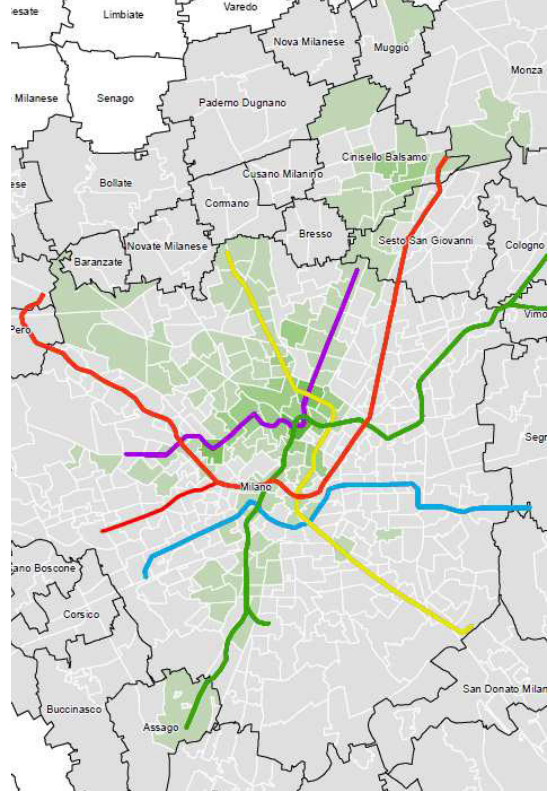 esate
Limbiate
Varedo
Nova Milanese
Muggio
Monza
Milanese
Senago
Paderno Dugnano
Cinisello Balsamo
ese
Bollate
Cusano Milanino
Cormano
Bresso
Sesto San Giovanni
Novate Milanese
Cologno
Baranzate
Pero
Vimo
Segr
Milano
ano Boscone
Corsico
San Donato Milan
Buccinasco
Assago